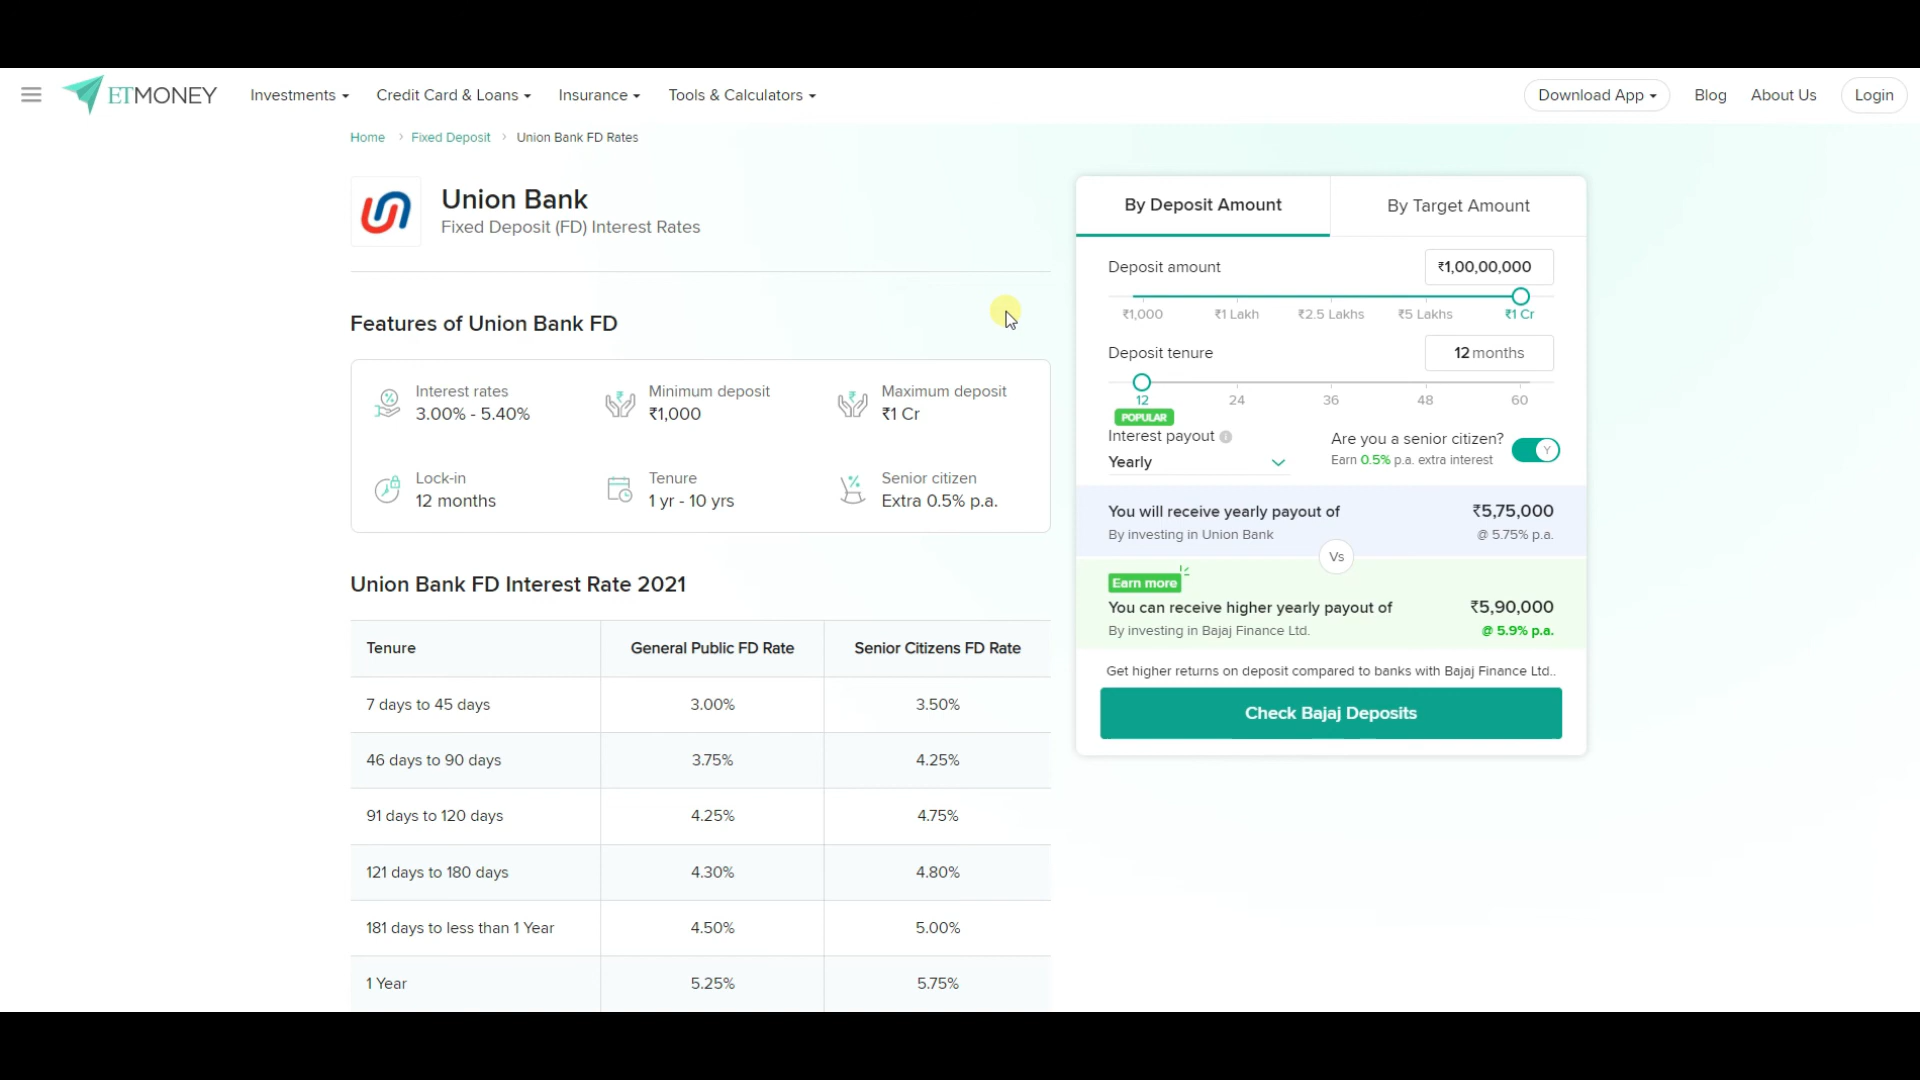 ETMONEY
Investments
Credit Card & Loans
Insurance
Tools & Calculators
Download App
Blog
About Us
Login
Home
Fixed Deposit
Union Bank FD Rates
Union Bank
Fixed Deposit (FD) Interest Rates
Features of Union Bank FD
Interest rates
3.00% - 5.40%
Minimum deposit
₹1,000
Maximum deposit
₹1 Cr
Lock-in
12 months
Tenure
1 yr - 10 yrs
Senior citizen
Extra 0.5% p.a.
Union Bank FD Interest Rate 2021
Tenure General Public FD Rate Senior Citizens FD Rate
7 days to 45 days 3.00% 3.50%
46 days to 90 days 3.75% 4.25%
91 days to 120 days 4.25% 4.75%
121 days to 180 days 4.30% 4.80%
181 days to less than 1 Year 4.50% 5.00%
1 Year 5.25% 5.75%
By Deposit Amount
By Target Amount
Deposit amount ₹1,00,00,000
₹1,000 ₹1 Lakh ₹2.5 Lakhs ₹5 Lakhs ₹1 Cr
Deposit tenure 12 months
12 24 36 48 60
POPULAR
Interest payout
Yearly
Are you a senior citizen?
Earn 0.5% p.a. extra interest
Y
You will receive yearly payout of ₹5,75,000
By investing in Union Bank @ 5.75% p.a.
Vs
Earn more
You can receive higher yearly payout of ₹5,90,000
By investing in Bajaj Finance Ltd. @ 5.9% p.a.
Get higher returns on deposit compared to banks with Bajaj Finance Ltd..
Check Bajaj Deposits